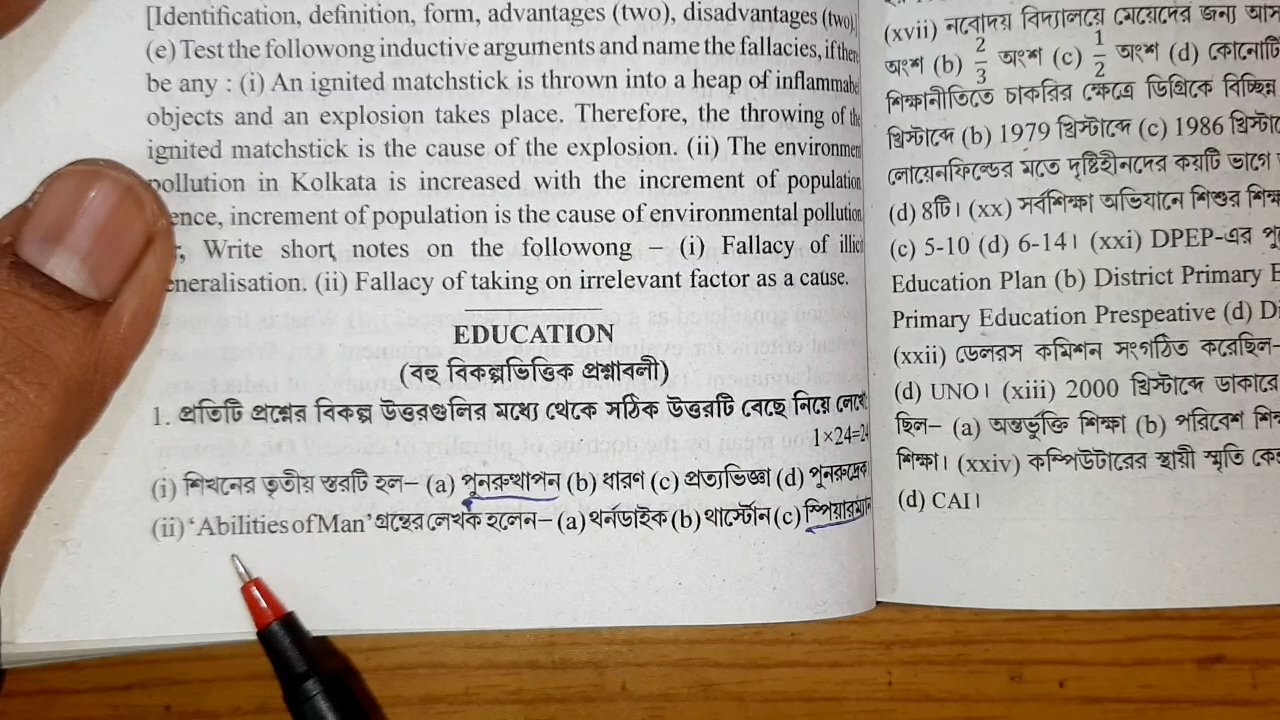 [Identification, definition, form, advantages (two), disadvantages (two)]
(e) Test the followong inductive arguments and name the fallacies, if there
be any : (i) An ignited matchstick is thrown into a heap of inflammabe
objects and an explosion takes place. Therefore, the throwing of the
ignited matchstick is the cause of the explosion. (ii) The environment
pollution in Kolkata is increased with the increment of population
ence, increment of population is the cause of environmental pollution
Write short notes on the followong – (i) Fallacy of illici
eneralisation. (ii) Fallacy of taking on irrelevant factor as a cause.
EDUCATION
(বহু বিকল্পভিত্তিক প্রশ্নাবলী)
1. প্রতিটি প্রশ্নের বিকল্প উত্তরগুলির মধ্যে থেকে সঠিক উত্তরটি বেছে নিয়ে লেখো
1×24=24
(i) শিখনের তৃতীয় স্তরটি হল– (a) পুনরুত্থাপন (b) ধারণ (c) প্রত্যভিজ্ঞা (d) পুনরুদ্রেক
(ii) ‘Abilities of Man’ গ্রন্থের লেখক হলেন– (a) থর্নডাইক (b) থার্স্টোন (c) স্পিয়ারম্যান
(xvii) নবোদয় বিদ্যালয়ে মেয়েদের জন্য
অংশ (b) 2/3 অংশ (c) 1/2 অংশ (d) কোনোটি
শিক্ষানীতিতে চাকরির ক্ষেত্রে ডিগ্রিকে বিচ্ছিন্ন
খ্রিস্টাব্দে (b) 1979 খ্রিস্টাব্দে (c) 1986
লোয়েনফিল্ডের মতে দৃষ্টিহীনদের কয়টি ভাগে
(d) 8টি। (xx) সর্বশিক্ষা অভিযানে শিশুর
(c) 5-10 (d) 6-14। (xxi) DPEP-এর
Education Plan (b) District Primary E
Primary Education Prespeative (d) D
(xxii) ডেলরস কমিশন সংগঠিত করেছিল–
(d) UNO। (xiii) 2000 খ্রিস্টাব্দে ডাকারে
ছিল– (a) অন্তর্ভুক্তি শিক্ষা (b) পরিবেশ
শিক্ষা। (xxiv) কম্পিউটারের স্থায়ী স্মৃতি
(d) CAI।